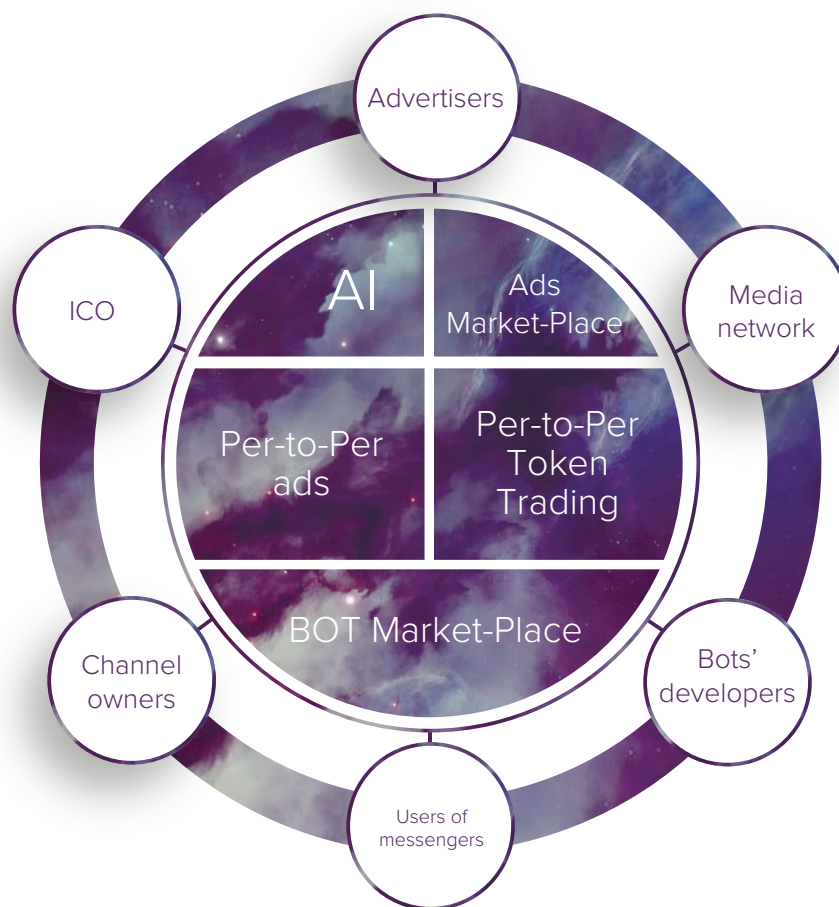 Advertisers
ICO
Media
network
AI
Ads
Market-Place
Per-to-Per
ads
Per-to-Per
Token
Trading
BOT Market-Place
Channel
owners
Bots’
developers
Users of
messengers